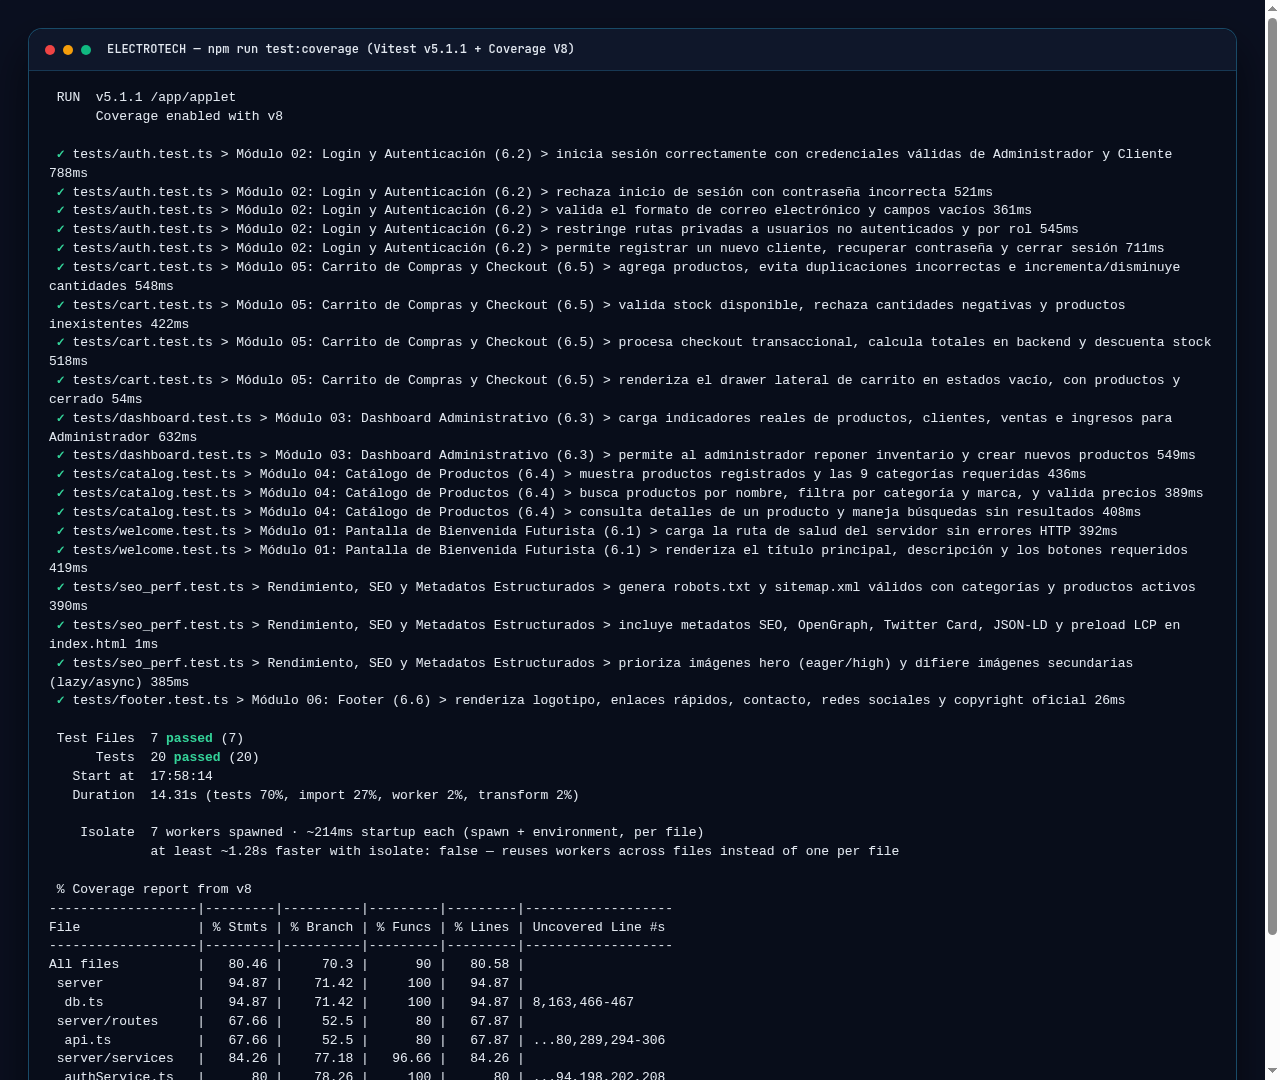 ELECTROTECH — npm run test:coverage (Vitest v5.1.1 + Coverage V8)
RUN  v5.1.1 /app/applet
Coverage enabled with v8
✓ tests/auth.test.ts > Módulo 02: Login y Autenticación (6.2) > inicia sesión correctamente con credenciales válidas de Administrador y Cliente
788ms
✓ tests/auth.test.ts > Módulo 02: Login y Autenticación (6.2) > rechaza inicio de sesión con contraseña incorrecta 521ms
✓ tests/auth.test.ts > Módulo 02: Login y Autenticación (6.2) > valida el formato de correo electrónico y campos vacíos 361ms
✓ tests/auth.test.ts > Módulo 02: Login y Autenticación (6.2) > restringe rutas privadas a usuarios no autenticados y por rol 545ms
✓ tests/auth.test.ts > Módulo 02: Login y Autenticación (6.2) > permite registrar un nuevo cliente, recuperar contraseña y cerrar sesión 711ms
✓ tests/cart.test.ts > Módulo 05: Carrito de Compras y Checkout (6.5) > agrega productos, evita duplicaciones incorrectas e incrementa/disminuye
cantidades 548ms
✓ tests/cart.test.ts > Módulo 05: Carrito de Compras y Checkout (6.5) > valida stock disponible, rechaza cantidades negativas y productos
inexistentes 422ms
✓ tests/cart.test.ts > Módulo 05: Carrito de Compras y Checkout (6.5) > procesa checkout transaccional, calcula totales en backend y descuenta stock
518ms
✓ tests/cart.test.ts > Módulo 05: Carrito de Compras y Checkout (6.5) > renderiza el drawer lateral de carrito en estados vacío, con productos y
cerrado 54ms
✓ tests/dashboard.test.ts > Módulo 03: Dashboard Administrativo (6.3) > carga indicadores reales de productos, clientes, ventas e ingresos para
Administrador 632ms
✓ tests/dashboard.test.ts > Módulo 03: Dashboard Administrativo (6.3) > permite al administrador reponer inventario y crear nuevos productos 549ms
✓ tests/catalog.test.ts > Módulo 04: Catálogo de Productos (6.4) > muestra productos registrados y las 9 categorías requeridas 436ms
✓ tests/catalog.test.ts > Módulo 04: Catálogo de Productos (6.4) > busca productos por nombre, filtra por categoría y marca, y valida precios 389ms
✓ tests/catalog.test.ts > Módulo 04: Catálogo de Productos (6.4) > consulta detalles de un producto y maneja búsquedas sin resultados 408ms
✓ tests/welcome.test.ts > Módulo 01: Pantalla de Bienvenida Futurista (6.1) > carga la ruta de salud del servidor sin errores HTTP 392ms
✓ tests/welcome.test.ts > Módulo 01: Pantalla de Bienvenida Futurista (6.1) > renderiza el título principal, descripción y los botones requeridos
419ms
✓ tests/seo_perf.test.ts > Rendimiento, SEO y Metadatos Estructurados > genera robots.txt y sitemap.xml válidos con categorías y productos activos
390ms
✓ tests/seo_perf.test.ts > Rendimiento, SEO y Metadatos Estructurados > incluye metadatos SEO, OpenGraph, Twitter Card, JSON-LD y preload LCP en
index.html 1ms
✓ tests/seo_perf.test.ts > Rendimiento, SEO y Metadatos Estructurados > prioriza imágenes hero (eager/high) y difiere imágenes secundarias
(lazy/async) 385ms
✓ tests/footer.test.ts > Módulo 06: Footer (6.6) > renderiza logotipo, enlaces rápidos, contacto, redes sociales y copyright oficial 26ms
Test Files  7 passed (7)
Tests  20 passed (20)
Start at  17:58:14
Duration  14.31s (tests 70%, import 27%, worker 2%, transform 2%)
Isolate  7 workers spawned · ~214ms startup each (spawn + environment, per file)
at least ~1.28s faster with isolate: false — reuses workers across files instead of one per file
% Coverage report from v8
-------------------|---------|----------|---------|---------|-------------------
File               | % Stmts | % Branch | % Funcs | % Lines | Uncovered Line #s
-------------------|---------|----------|---------|---------|-------------------
All files          |   80.46 |     70.3 |      90 |   80.58 |
server            |   94.87 |    71.42 |     100 |   94.87 |
db.ts            |   94.87 |    71.42 |     100 |   94.87 | 8,163,466-467
server/routes     |   67.66 |     52.5 |      80 |   67.87 |
api.ts           |   67.66 |     52.5 |      80 |   67.87 | ...80,289,294-306
server/services   |   84.26 |    77.18 |   96.66 |   84.26 |
authService.ts   |      80 |    78.26 |     100 |      80 | ...94,198,202,208